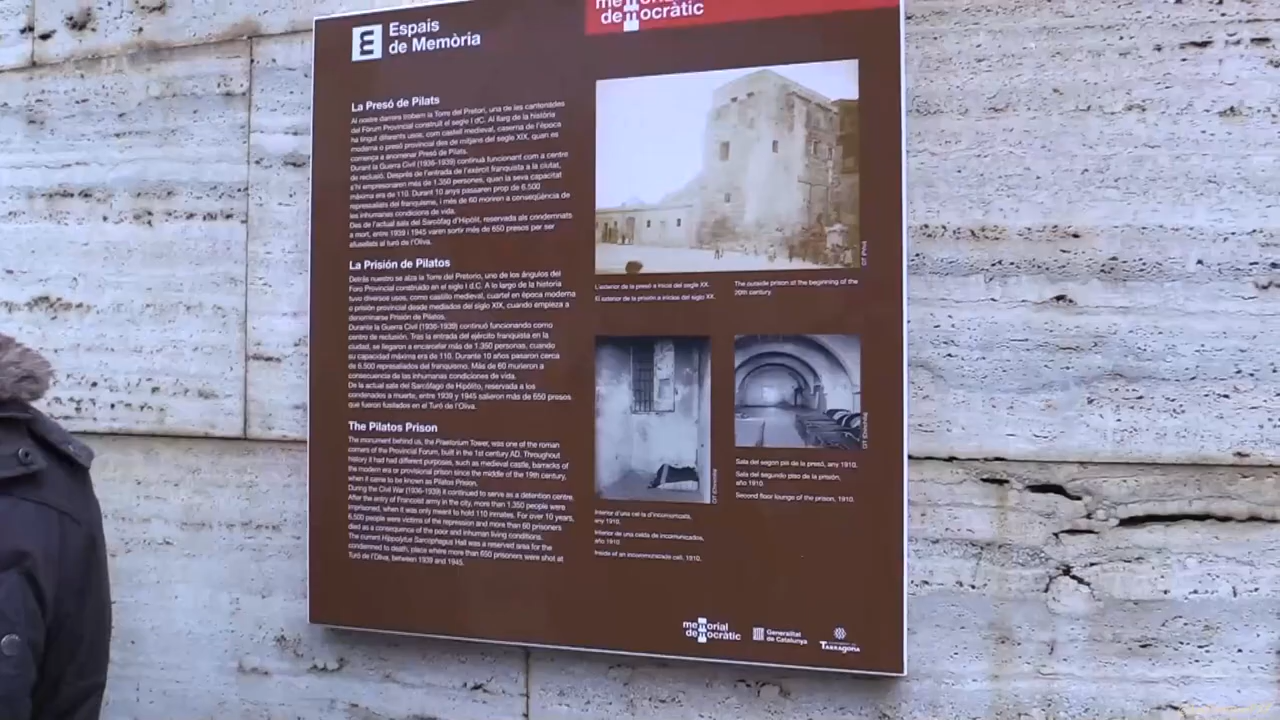 Espais
de Memòria
memorial
democràtic
La Presó de Pilats
Al nostre darrera trobem la Torre del Pretori, una de les cantonades
del Fòrum Provincial construït el segle I dC. Al llarg de la història
ha tingut diferents usos, com castell medieval, caserna de l'època
moderna o presó provincial des de mitjans del segle XIX, quan es
comença a anomenar Presó de Pilats.
Durant la Guerra Civil (1936-1939) continuà funcionant com a centre
de reclusió. Després de l'entrada de l'exèrcit franquista a la ciutat,
s'hi empresonaren més de 1.350 persones, quan la seva capacitat
màxima era de 110. Durant 10 anys passaren prop de 6.500
represaliats del franquisme, i més de 60 moriren a conseqüència de
les inhumanes condicions de vida.
Des de l'actual sala del Sarcòfag d'Hipòlit, reservada als condemnats
a mort, entre 1939 i 1945 varen sortir més de 650 presos per ser
afusellats al turó de l'Oliva.
La Prisión de Pilatos
Detrás nuestro se alza la Torre del Pretorio, uno de los ángulos del
Foro Provincial construido en el siglo I d.C. A lo largo de la historia
tuvo diversos usos, como castillo medieval, cuartel en época moderna
o prisión provincial desde mediados del siglo XIX, cuando empieza a
denominarse Prisión de Pilatos.
Durante la Guerra Civil (1936-1939) continuó funcionando como
centro de reclusión. Tras la entrada del ejército franquista en la
ciudad, se llegaron a encarcelar más de 1.350 personas, cuando
su capacidad máxima era de 110. Durante 10 años pasaron cerca
de 6.500 represaliados del franquismo. Más de 60 murieron a
consecuencia de las inhumanas condiciones de vida.
De la actual sala del Sarcófago de Hipólito, reservada a los
condenados a muerte, entre 1939 y 1945 salieron más de 650 presos
que fueron fusilados en el Turó de l'Oliva.
The Pilatos Prison
The monument behind us, the Praetorium Tower, was one of the roman
corners of the Provincial Forum, built in the 1st century AD. Throughout
history it had had different purposes, such as medieval castle, barracks of
the modern era or provisional prison since the middle of the 19th century,
when it came to be known as Pilatos Prison.
During the Civil War (1936-1939) it continued to serve as a detention centre.
After the entry of Francoist army in the city, more than 1.350 people were
imprisoned, when it was only meant to hold 110 inmates. For over 10 years,
6.500 people were victims of the repression and more than 60 prisoners
died as a consequence of the poor and inhuman living conditions.
The current Hippolytus Sarcophagus Hall was a reserved area for the
condemned to death, place where more than 650 prisoners were shot at
Turó de l'Oliva, between 1939 and 1945.
L'exterior de la presó a inicis del segle XX.
El exterior de la prisión a inicios del siglo XX.
The outside prison at the beginning of the
20th century.
Interior d'una cel·la d'incomunicats,
any 1910.
Interior de una celda de incomunicados,
año 1910
Inside of an incommunicado cell, 1910.
Sala del segon pis de la presó, any 1910.
Sala del segundo piso de la prisión,
año 1910.
Second floor lounge of the prison, 1910.
memorial
democràtic
Generalitat
de Catalunya
Tarragona